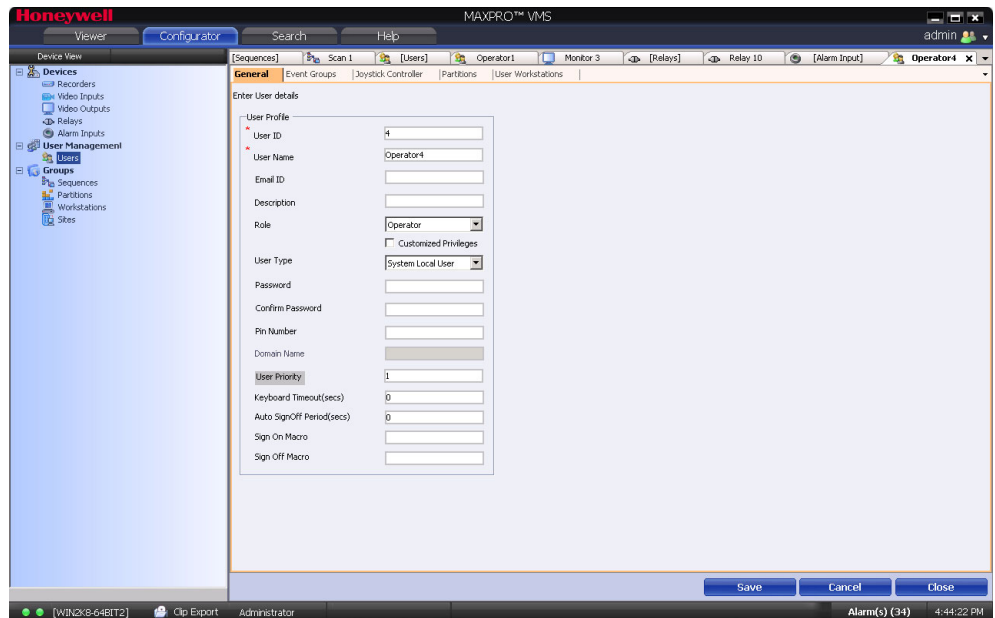 Honeywell
MAXPRO™ VMS
Viewer Configurator Search Help admin
Device View
[Sequences] Scan 1 [Users] Operator1 Monitor 3 [Relays] Relay 10 [Alarm Input] Operator4 x
Devices
Recorders
Video Inputs
Video Outputs
Relays
Alarm Inputs
User Management
Users
Groups
Sequences
Partitions
Workstations
Sites
General Event Groups Joystick Controller Partitions User Workstations
Enter User details
User Profile
* User ID 4
* User Name Operator4
Email ID
Description
Role Operator
Customized Privileges
User Type System Local User
Password
Confirm Password
Pin Number
Domain Name
User Priority 1
Keyboard Timeout(secs) 0
Auto SignOff Period(secs) 0
Sign On Macro
Sign Off Macro
Save Cancel Close
[WIN2K8-64BIT2] Clip Export Administrator Alarm(s) (34) 4:44:22 PM